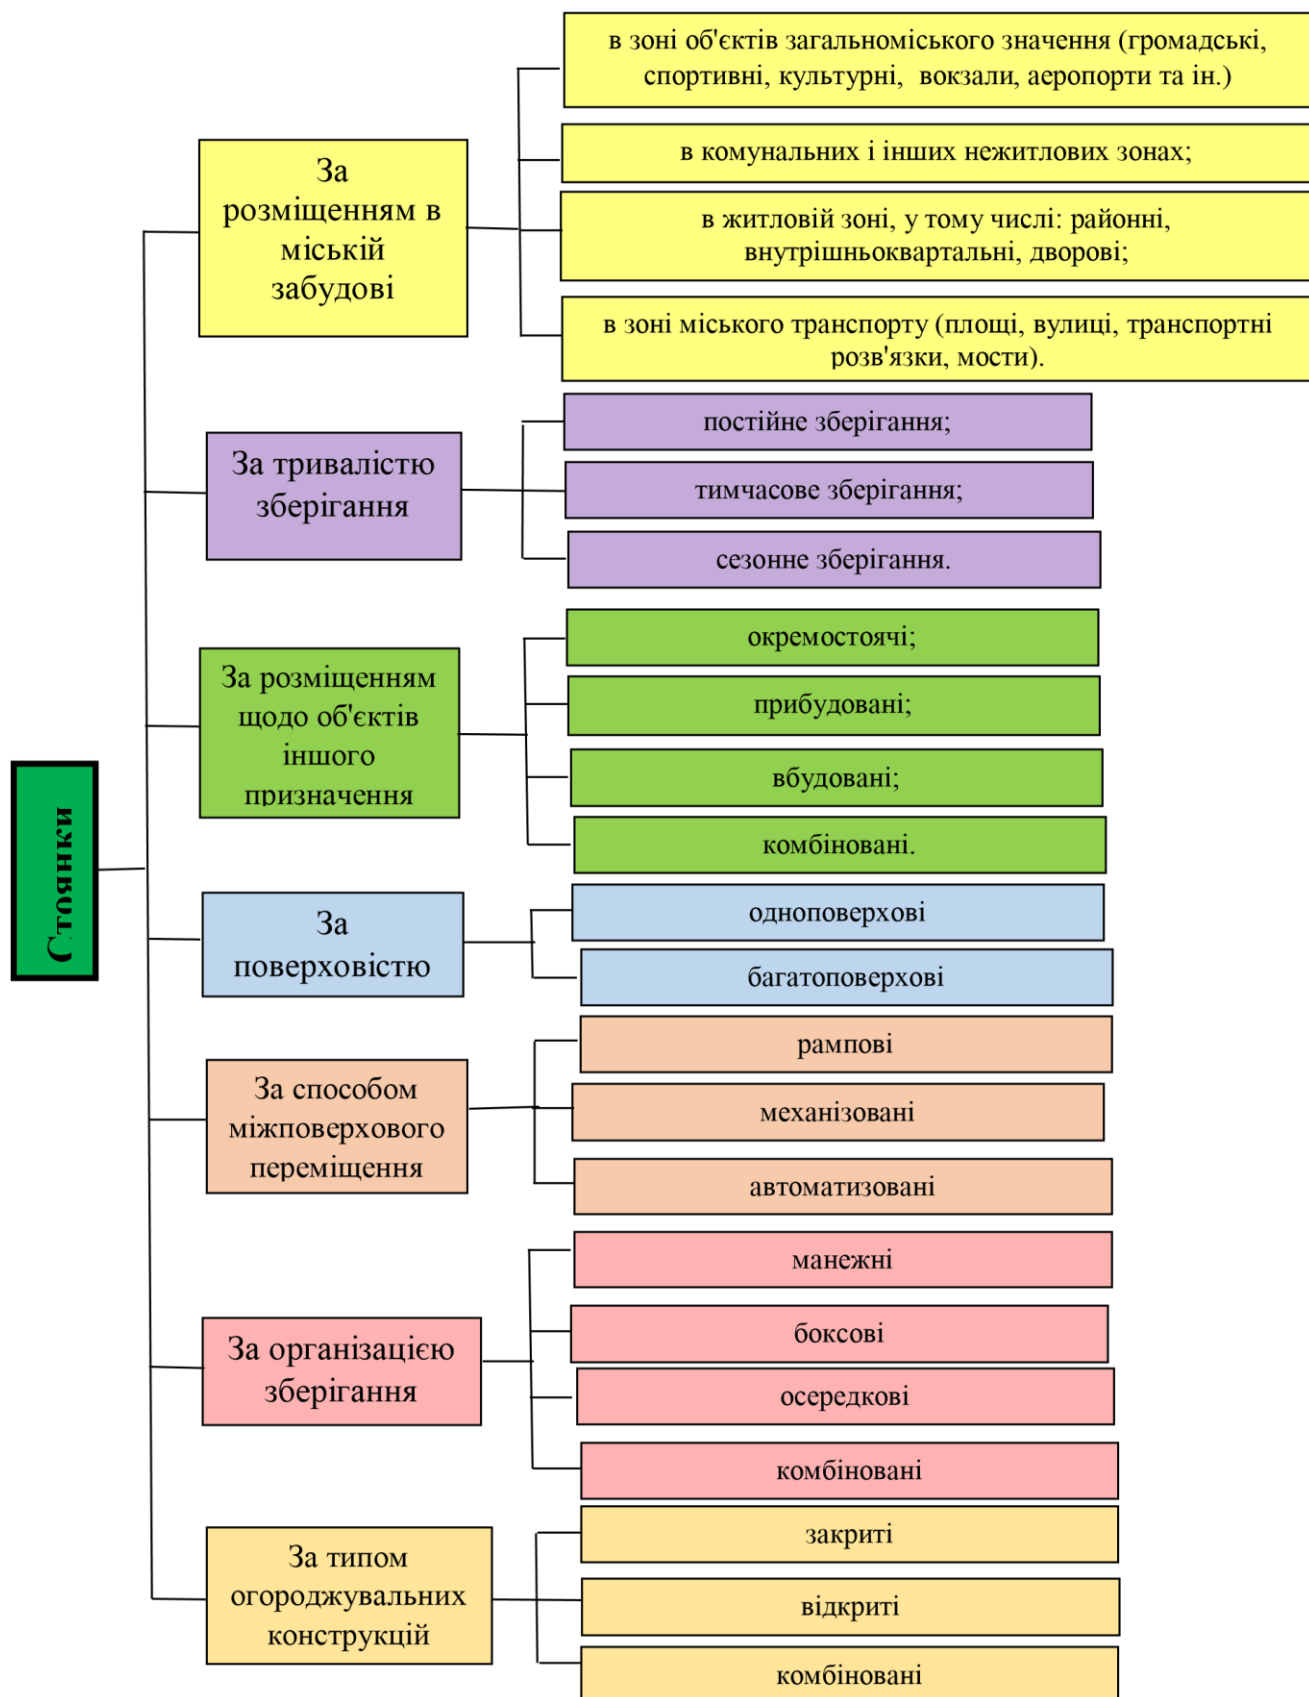 Стоянки
За
розміщенням в
міській
забудові
в зоні об'єктів загальноміського значення (громадські,
спортивні, культурні, вокзали, аеропорти та ін.)
в комунальних і інших нежитлових зонах;
в житловій зоні, у тому числі: районні,
внутрішньоквартальні, дворові;
в зоні міського транспорту (площі, вулиці, транспортні
розв'язки, мости).
За тривалістю
зберігання
постійне зберігання;
тимчасове зберігання;
сезонне зберігання.
За розміщенням
щодо об'єктів
іншого
призначення
окремостоячі;
прибудовані;
вбудовані;
комбіновані.
За
поверховістю
одноповерхові
багатоповерхові
За способом
міжповерхового
переміщення
рампові
механізовані
автоматизовані
За організацією
зберігання
манежні
боксові
осередкові
комбіновані
За типом
огороджувальних
конструкцій
закриті
відкриті
комбіновані